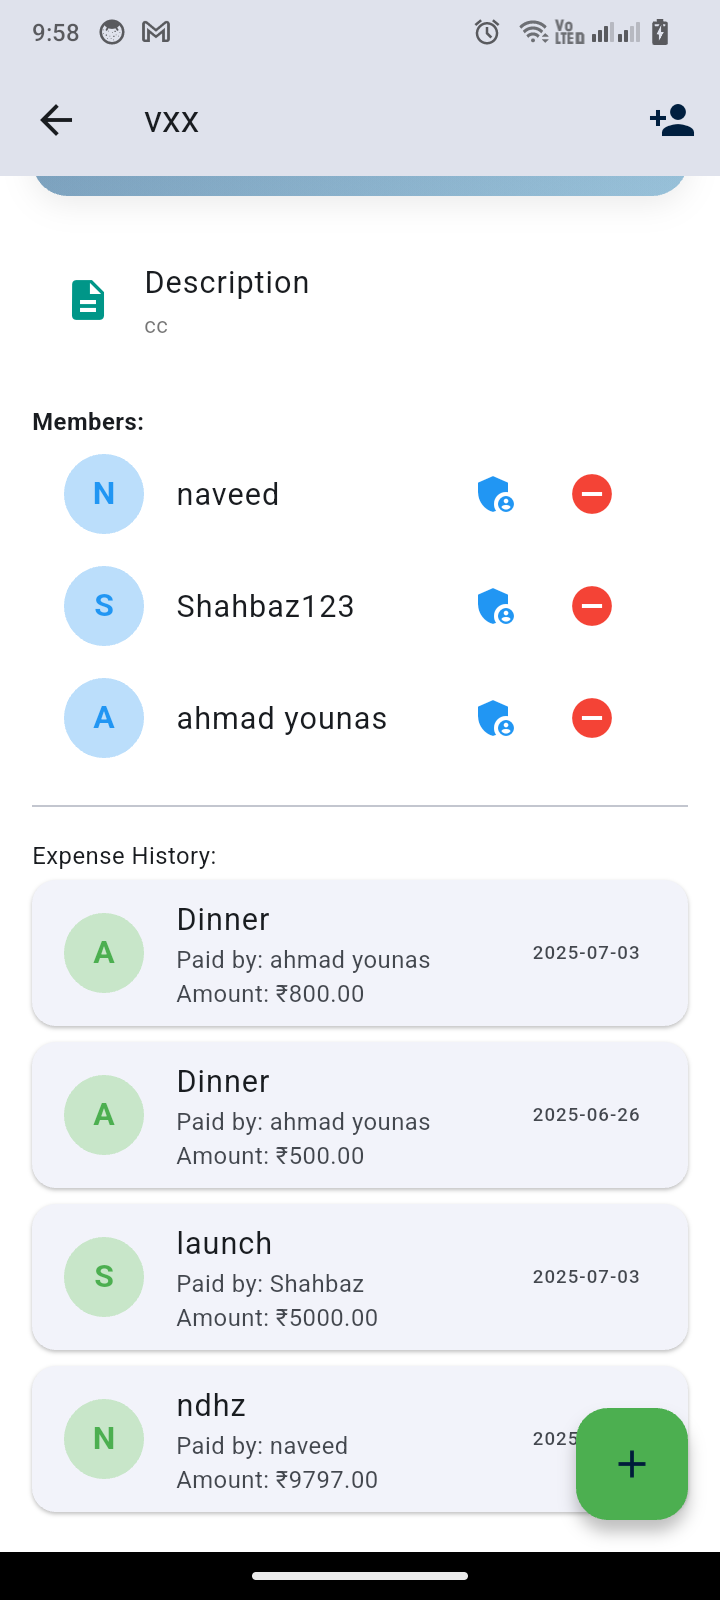 9:58
Vo
LTE
vxx
Description
cc
Members:
N naveed
S Shahbaz123
A ahmad younas
Expense History:
Dinner
A Paid by: ahmad younas 2025-07-03
Amount: ₹800.00
Dinner
A Paid by: ahmad younas 2025-06-26
Amount: ₹500.00
launch
S Paid by: Shahbaz 2025-07-03
Amount: ₹5000.00
ndhz
N Paid by: naveed 2025
Amount: ₹9797.00